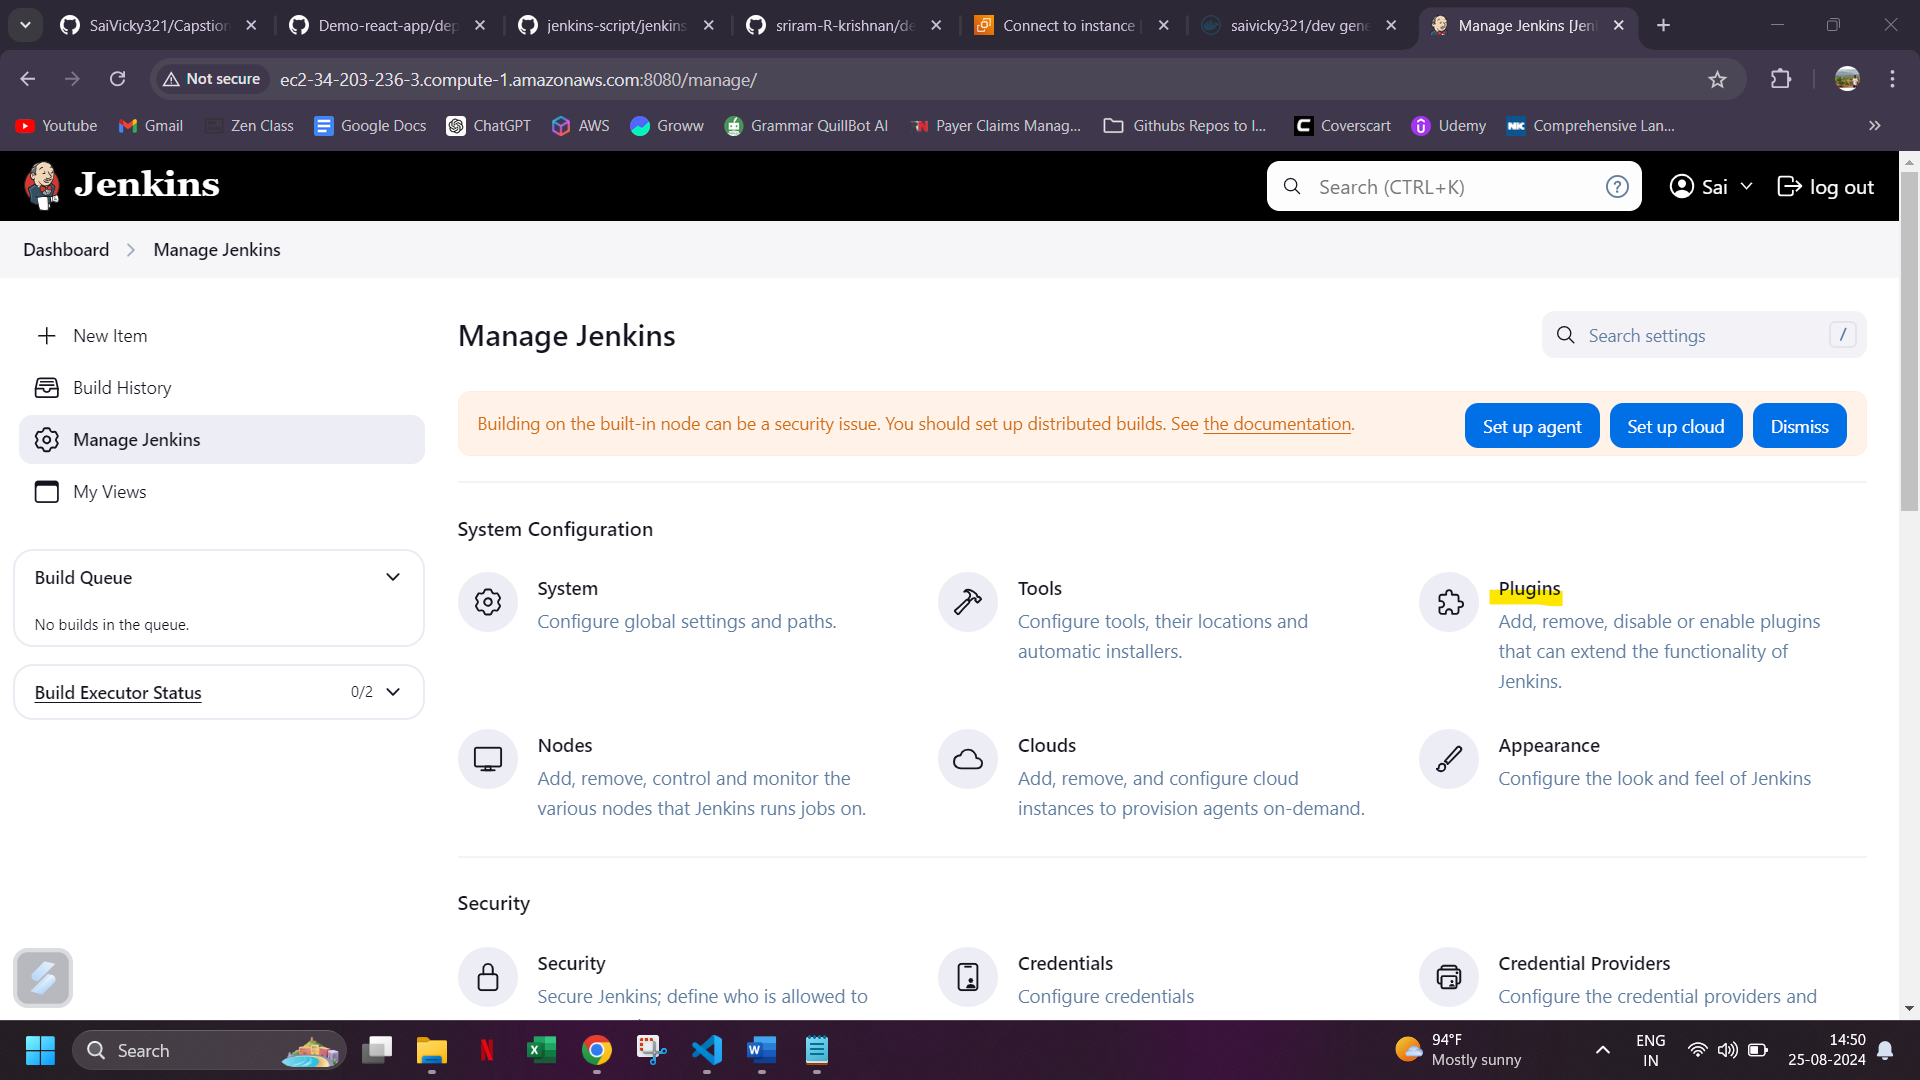 SaiVicky321/Capstion
Demo-react-app/dep
jenkins-script/jenkins
sriram-R-krishnan/de
Connect to instance
saivicky321/dev gene
Manage Jenkins [Jen
Not secure
ec2-34-203-236-3.compute-1.amazonaws.com:8080/manage/
Youtube
Gmail
Zen Class
Google Docs
ChatGPT
AWS
Groww
Grammar QuillBot AI
Payer Claims Manag...
Githubs Repos to I...
Coverscart
Udemy
Comprehensive Lan...
Jenkins
Search (CTRL+K)
?
Sai
log out
Dashboard
Manage Jenkins
New Item
Build History
Manage Jenkins
My Views
Build Queue
No builds in the queue.
Build Executor Status
0/2
Manage Jenkins
Search settings
/
Building on the built-in node can be a security issue. You should set up distributed builds. See the documentation.
Set up agent
Set up cloud
Dismiss
System Configuration
System
Configure global settings and paths.
Tools
Configure tools, their locations and
automatic installers.
Plugins
Add, remove, disable or enable plugins
that can extend the functionality of
Jenkins.
Nodes
Add, remove, control and monitor the
various nodes that Jenkins runs jobs on.
Clouds
Add, remove, and configure cloud
instances to provision agents on-demand.
Appearance
Configure the look and feel of Jenkins
Security
Security
Secure Jenkins; define who is allowed to
Credentials
Configure credentials
Credential Providers
Configure the credential providers and
Search
94°F
Mostly sunny
ENG
IN
14:50
25-08-2024